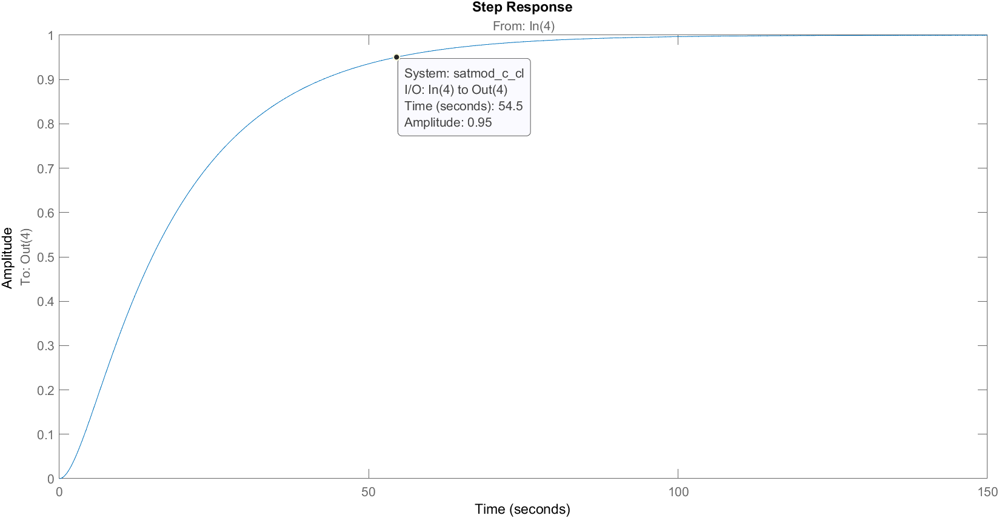 Step Response
From: In(4)
1
0.9
0.8
0.7
0.6
0.5
0.4
0.3
0.2
0.1
0
Amplitude
To: Out(4)
System: satmod_c_cl
I/O: In(4) to Out(4)
Time (seconds): 54.5
Amplitude: 0.95
0 50 100 150
Time (seconds)